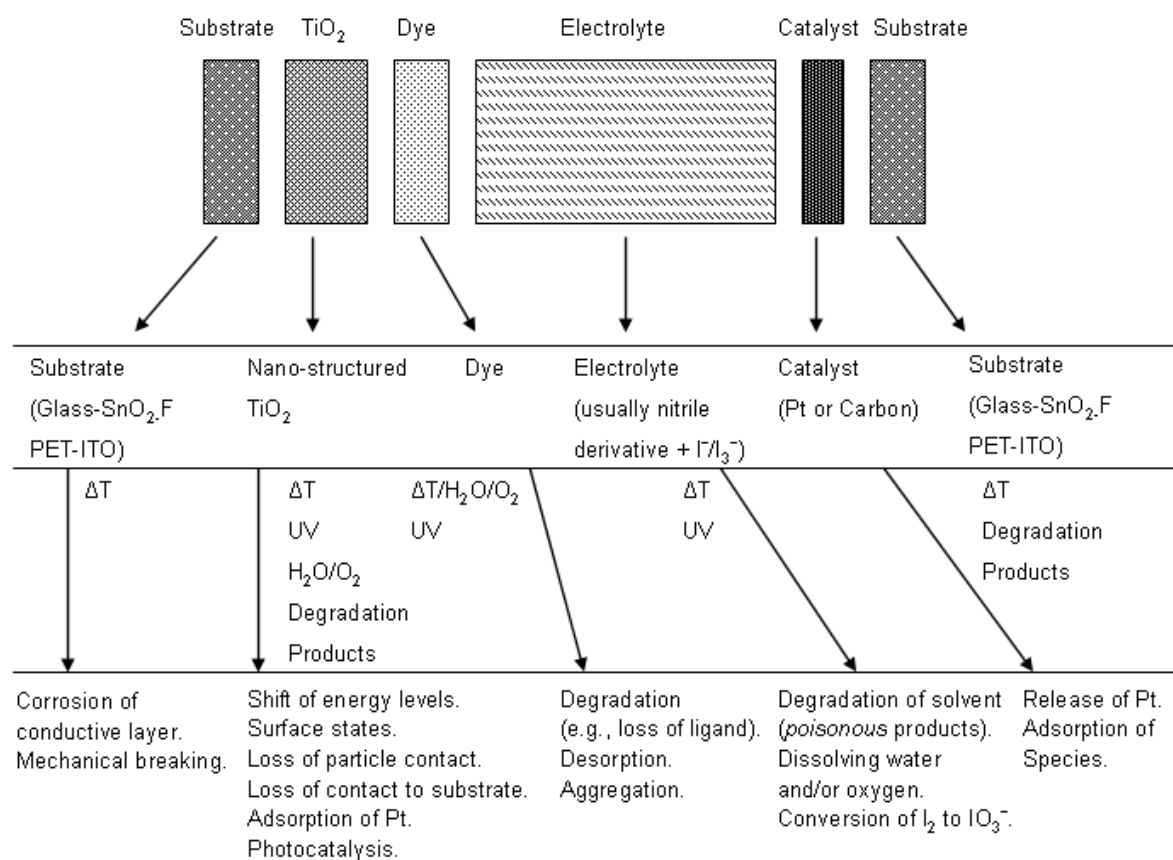 Substrate TiO₂ Dye Electrolyte Catalyst Substrate
Substrate
(Glass-SnO₂.F
PET-ITO)
Nano-structured
TiO₂
Dye
Electrolyte
(usually nitrile
derivative + I⁻/I₃⁻)
Catalyst
(Pt or Carbon)
Substrate
(Glass-SnO₂.F
PET-ITO)
ΔT
ΔT
UV
H₂O/O₂
Degradation
Products
ΔT/H₂O/O₂
UV
ΔT
UV
ΔT
Degradation
Products
Corrosion of
conductive layer.
Mechanical breaking.
Shift of energy levels.
Surface states.
Loss of particle contact.
Loss of contact to substrate.
Adsorption of Pt.
Photocatalysis.
Degradation
(e.g., loss of ligand).
Desorption.
Aggregation.
Degradation of solvent
(poisonous products).
Dissolving water
and/or oxygen.
Conversion of I₂ to IO₃⁻.
Release of Pt.
Adsorption of
Species.